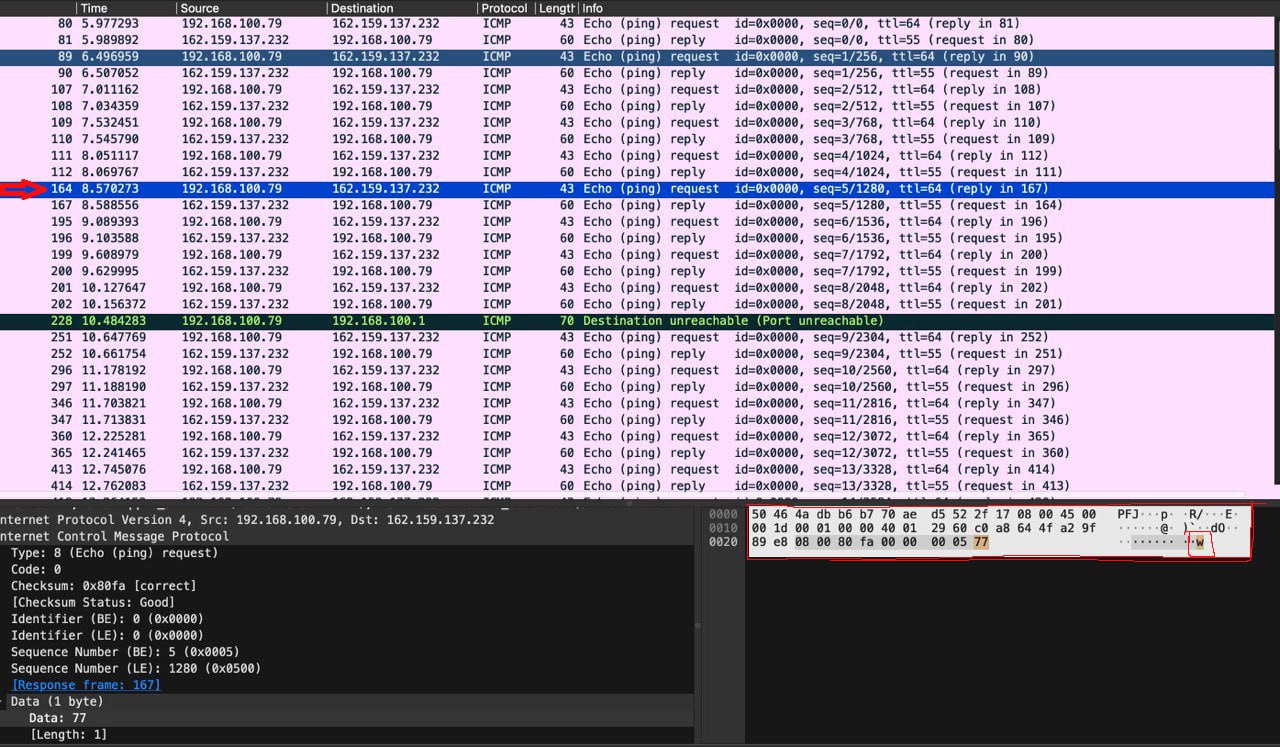 Time Source Destination Protocol Length Info
80 5.977293 192.168.100.79 162.159.137.232 ICMP 43 Echo (ping) request id=0x0000, seq=0/0, ttl=64 (reply in 81)
81 5.989892 162.159.137.232 192.168.100.79 ICMP 60 Echo (ping) reply id=0x0000, seq=0/0, ttl=55 (request in 80)
89 6.496959 192.168.100.79 162.159.137.232 ICMP 43 Echo (ping) request id=0x0000, seq=1/256, ttl=64 (reply in 90)
90 6.507052 162.159.137.232 192.168.100.79 ICMP 60 Echo (ping) reply id=0x0000, seq=1/256, ttl=55 (request in 89)
107 7.011162 192.168.100.79 162.159.137.232 ICMP 43 Echo (ping) request id=0x0000, seq=2/512, ttl=64 (reply in 108)
108 7.034359 162.159.137.232 192.168.100.79 ICMP 60 Echo (ping) reply id=0x0000, seq=2/512, ttl=55 (request in 107)
109 7.532451 192.168.100.79 162.159.137.232 ICMP 43 Echo (ping) request id=0x0000, seq=3/768, ttl=64 (reply in 110)
110 7.545790 162.159.137.232 192.168.100.79 ICMP 60 Echo (ping) reply id=0x0000, seq=3/768, ttl=55 (request in 109)
111 8.051117 192.168.100.79 162.159.137.232 ICMP 43 Echo (ping) request id=0x0000, seq=4/1024, ttl=64 (reply in 112)
112 8.069767 162.159.137.232 192.168.100.79 ICMP 60 Echo (ping) reply id=0x0000, seq=4/1024, ttl=55 (request in 111)
164 8.570273 192.168.100.79 162.159.137.232 ICMP 43 Echo (ping) request id=0x0000, seq=5/1280, ttl=64 (reply in 167)
167 8.588556 162.159.137.232 192.168.100.79 ICMP 60 Echo (ping) reply id=0x0000, seq=5/1280, ttl=55 (request in 164)
195 9.089393 192.168.100.79 162.159.137.232 ICMP 43 Echo (ping) request id=0x0000, seq=6/1536, ttl=64 (reply in 196)
196 9.103588 162.159.137.232 192.168.100.79 ICMP 60 Echo (ping) reply id=0x0000, seq=6/1536, ttl=55 (request in 195)
199 9.608979 192.168.100.79 162.159.137.232 ICMP 43 Echo (ping) request id=0x0000, seq=7/1792, ttl=64 (reply in 200)
200 9.629995 162.159.137.232 192.168.100.79 ICMP 60 Echo (ping) reply id=0x0000, seq=7/1792, ttl=55 (request in 199)
201 10.127647 192.168.100.79 162.159.137.232 ICMP 43 Echo (ping) request id=0x0000, seq=8/2048, ttl=64 (reply in 202)
202 10.156372 162.159.137.232 192.168.100.79 ICMP 60 Echo (ping) reply id=0x0000, seq=8/2048, ttl=55 (request in 201)
228 10.484283 192.168.100.79 192.168.100.1 ICMP 70 Destination unreachable (Port unreachable)
251 10.647769 192.168.100.79 162.159.137.232 ICMP 43 Echo (ping) request id=0x0000, seq=9/2304, ttl=64 (reply in 252)
252 10.661754 162.159.137.232 192.168.100.79 ICMP 60 Echo (ping) reply id=0x0000, seq=9/2304, ttl=55 (request in 251)
296 11.178192 192.168.100.79 162.159.137.232 ICMP 43 Echo (ping) request id=0x0000, seq=10/2560, ttl=64 (reply in 297)
297 11.188190 162.159.137.232 192.168.100.79 ICMP 60 Echo (ping) reply id=0x0000, seq=10/2560, ttl=55 (request in 296)
346 11.703821 192.168.100.79 162.159.137.232 ICMP 43 Echo (ping) request id=0x0000, seq=11/2816, ttl=64 (reply in 347)
347 11.713831 162.159.137.232 192.168.100.79 ICMP 60 Echo (ping) reply id=0x0000, seq=11/2816, ttl=55 (request in 346)
360 12.225281 192.168.100.79 162.159.137.232 ICMP 43 Echo (ping) request id=0x0000, seq=12/3072, ttl=64 (reply in 365)
365 12.241465 162.159.137.232 192.168.100.79 ICMP 60 Echo (ping) reply id=0x0000, seq=12/3072, ttl=55 (request in 360)
413 12.745076 192.168.100.79 162.159.137.232 ICMP 43 Echo (ping) request id=0x0000, seq=13/3328, ttl=64 (reply in 414)
414 12.762083 162.159.137.232 192.168.100.79 ICMP 60 Echo (ping) reply id=0x0000, seq=13/3328, ttl=55 (request in 413)
nternet Protocol Version 4, Src: 192.168.100.79, Dst: 162.159.137.232
nternet Control Message Protocol
Type: 8 (Echo (ping) request)
Code: 0
Checksum: 0x80fa [correct]
[Checksum Status: Good]
Identifier (BE): 0 (0x0000)
Identifier (LE): 0 (0x0000)
Sequence Number (BE): 5 (0x0005)
Sequence Number (LE): 1280 (0x0500)
[Response frame: 167]
Data (1 byte)
Data: 77
[Length: 1]
0000 50 46 4a db b6 b7 70 ae d5 52 2f 17 08 00 45 00 PFJ···p· ·R/···E·
0010 00 1d 00 01 00 00 40 01 29 60 c0 a8 64 4f a2 9f ······@· )`··dO··
0020 89 e8 08 00 80 fa 00 00 00 05 77 ········ ··w